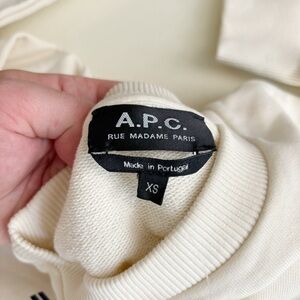 A.P.C.
RUE MADAME PARIS
Made in Portugal
XS